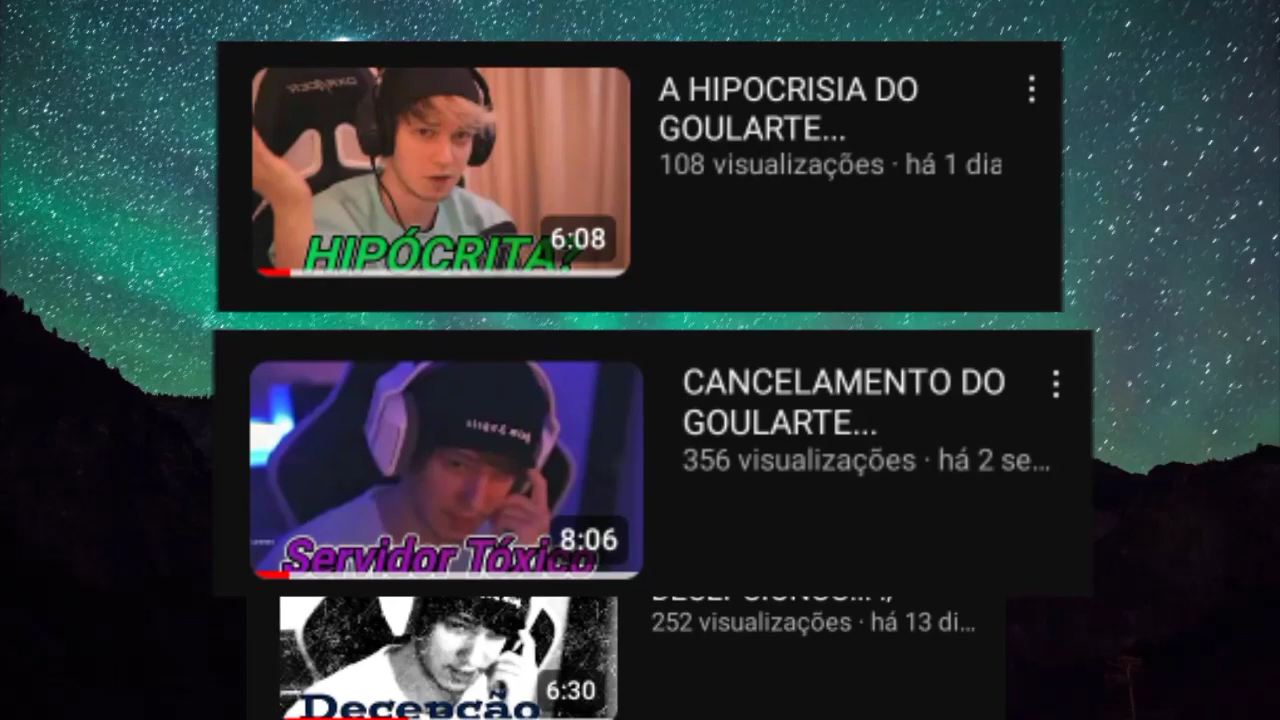 A HIPOCRISIA DO
GOULARTE...
108 visualizações · há 1 dia
HIPÓCRITA?
6:08
CANCELAMENTO DO
GOULARTE...
356 visualizações · há 2 se...
Servidor Tóxico
8:06
252 visualizações · há 13 di...
6:30
Decepção